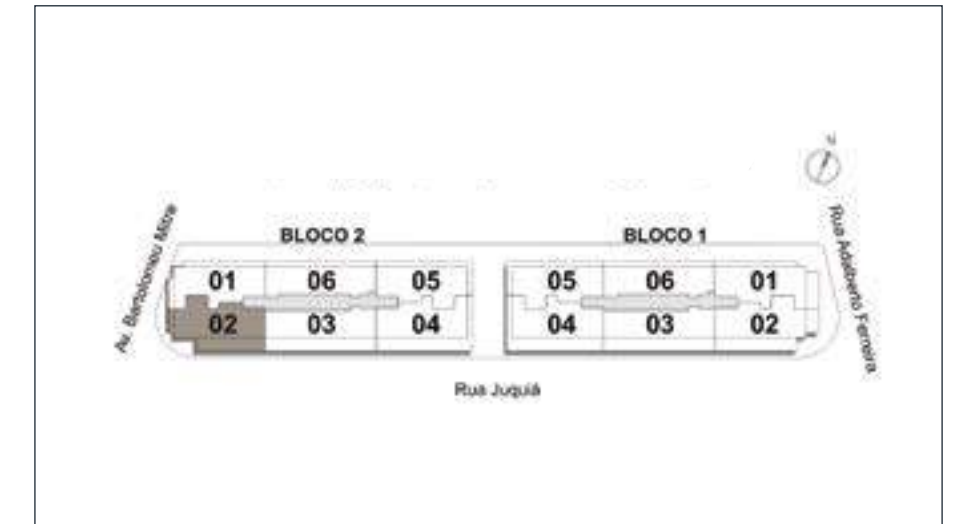 N
Av. Bartolomeu Mitre
BLOCO 2
BLOCO 1
Rua Adalberto Ferreira
01 06 05
05 06 01
02 03 04
04 03 02
Rua Juquiá